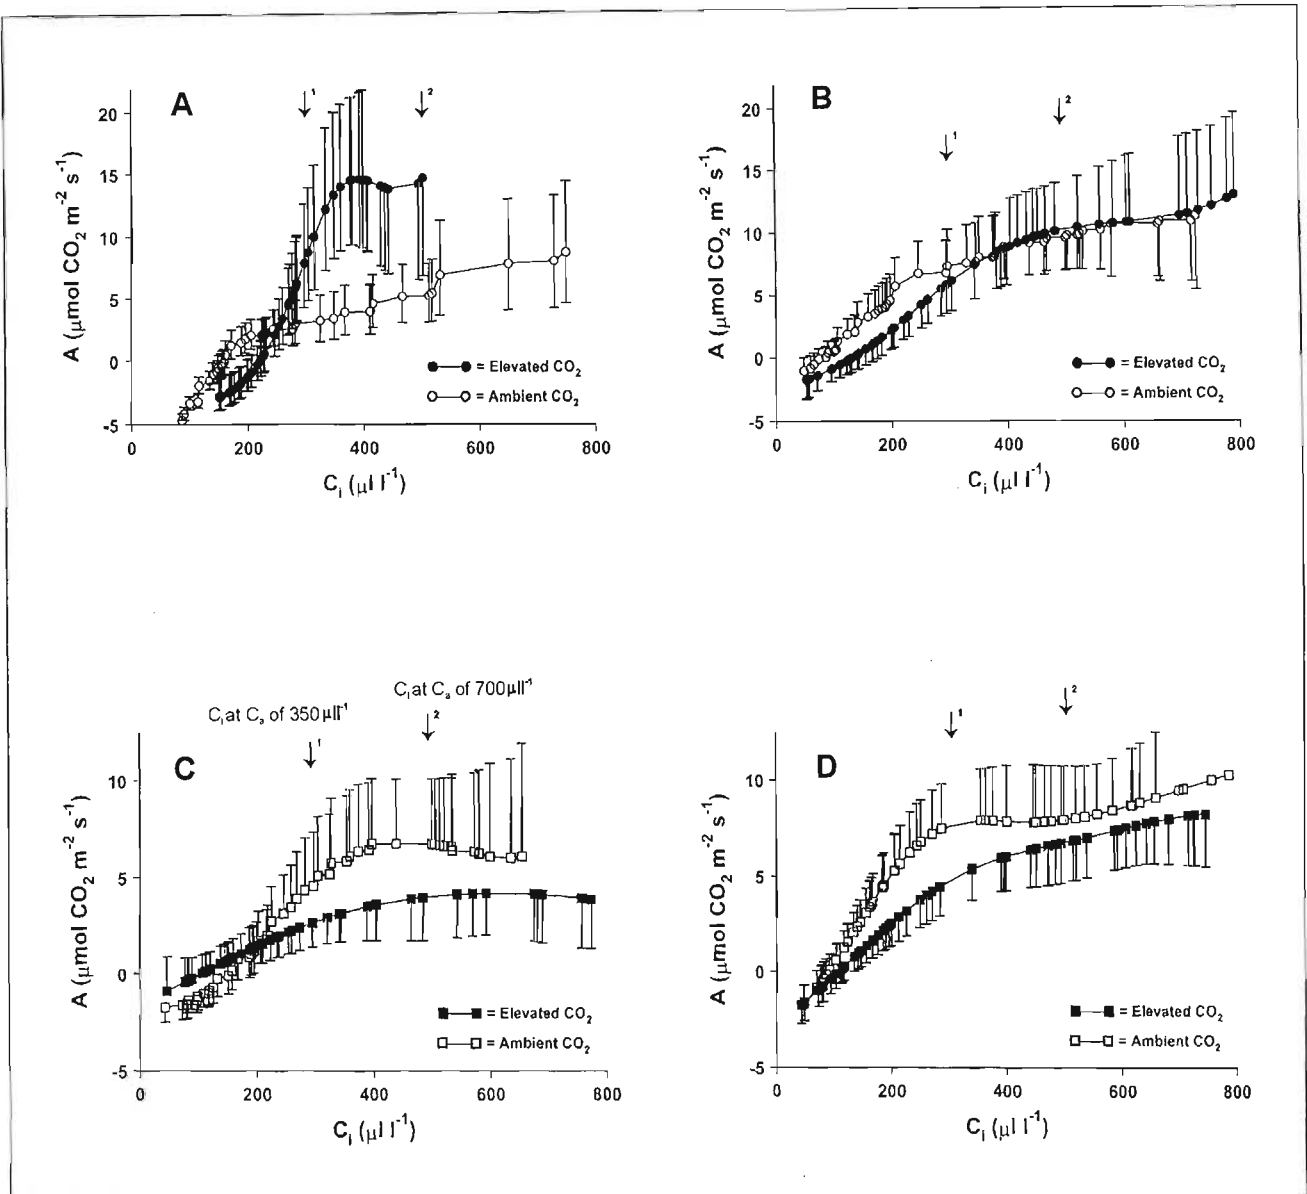 A
1
2
20
15
10
5
0
-5
A (μmol CO2 m-2 s-1)
= Elevated CO2
= Ambient CO2
0 200 400 600 800
Ci (μl l-1)
B
1
2
20
15
10
5
0
-5
A (μmol CO2 m-2 s-1)
= Elevated CO2
= Ambient CO2
0 200 400 600 800
Ci (μl l-1)
Ci at Ca of 350μll-1
Ci at Ca of 700μll-1
C
1
2
10
5
0
-5
A (μmol CO2 m-2 s-1)
= Elevated CO2
= Ambient CO2
0 200 400 600 800
Ci (μl l-1)
D
1
2
10
5
0
-5
A (μmol CO2 m-2 s-1)
= Elevated CO2
= Ambient CO2
0 200 400 600 800
Ci (μl l-1)